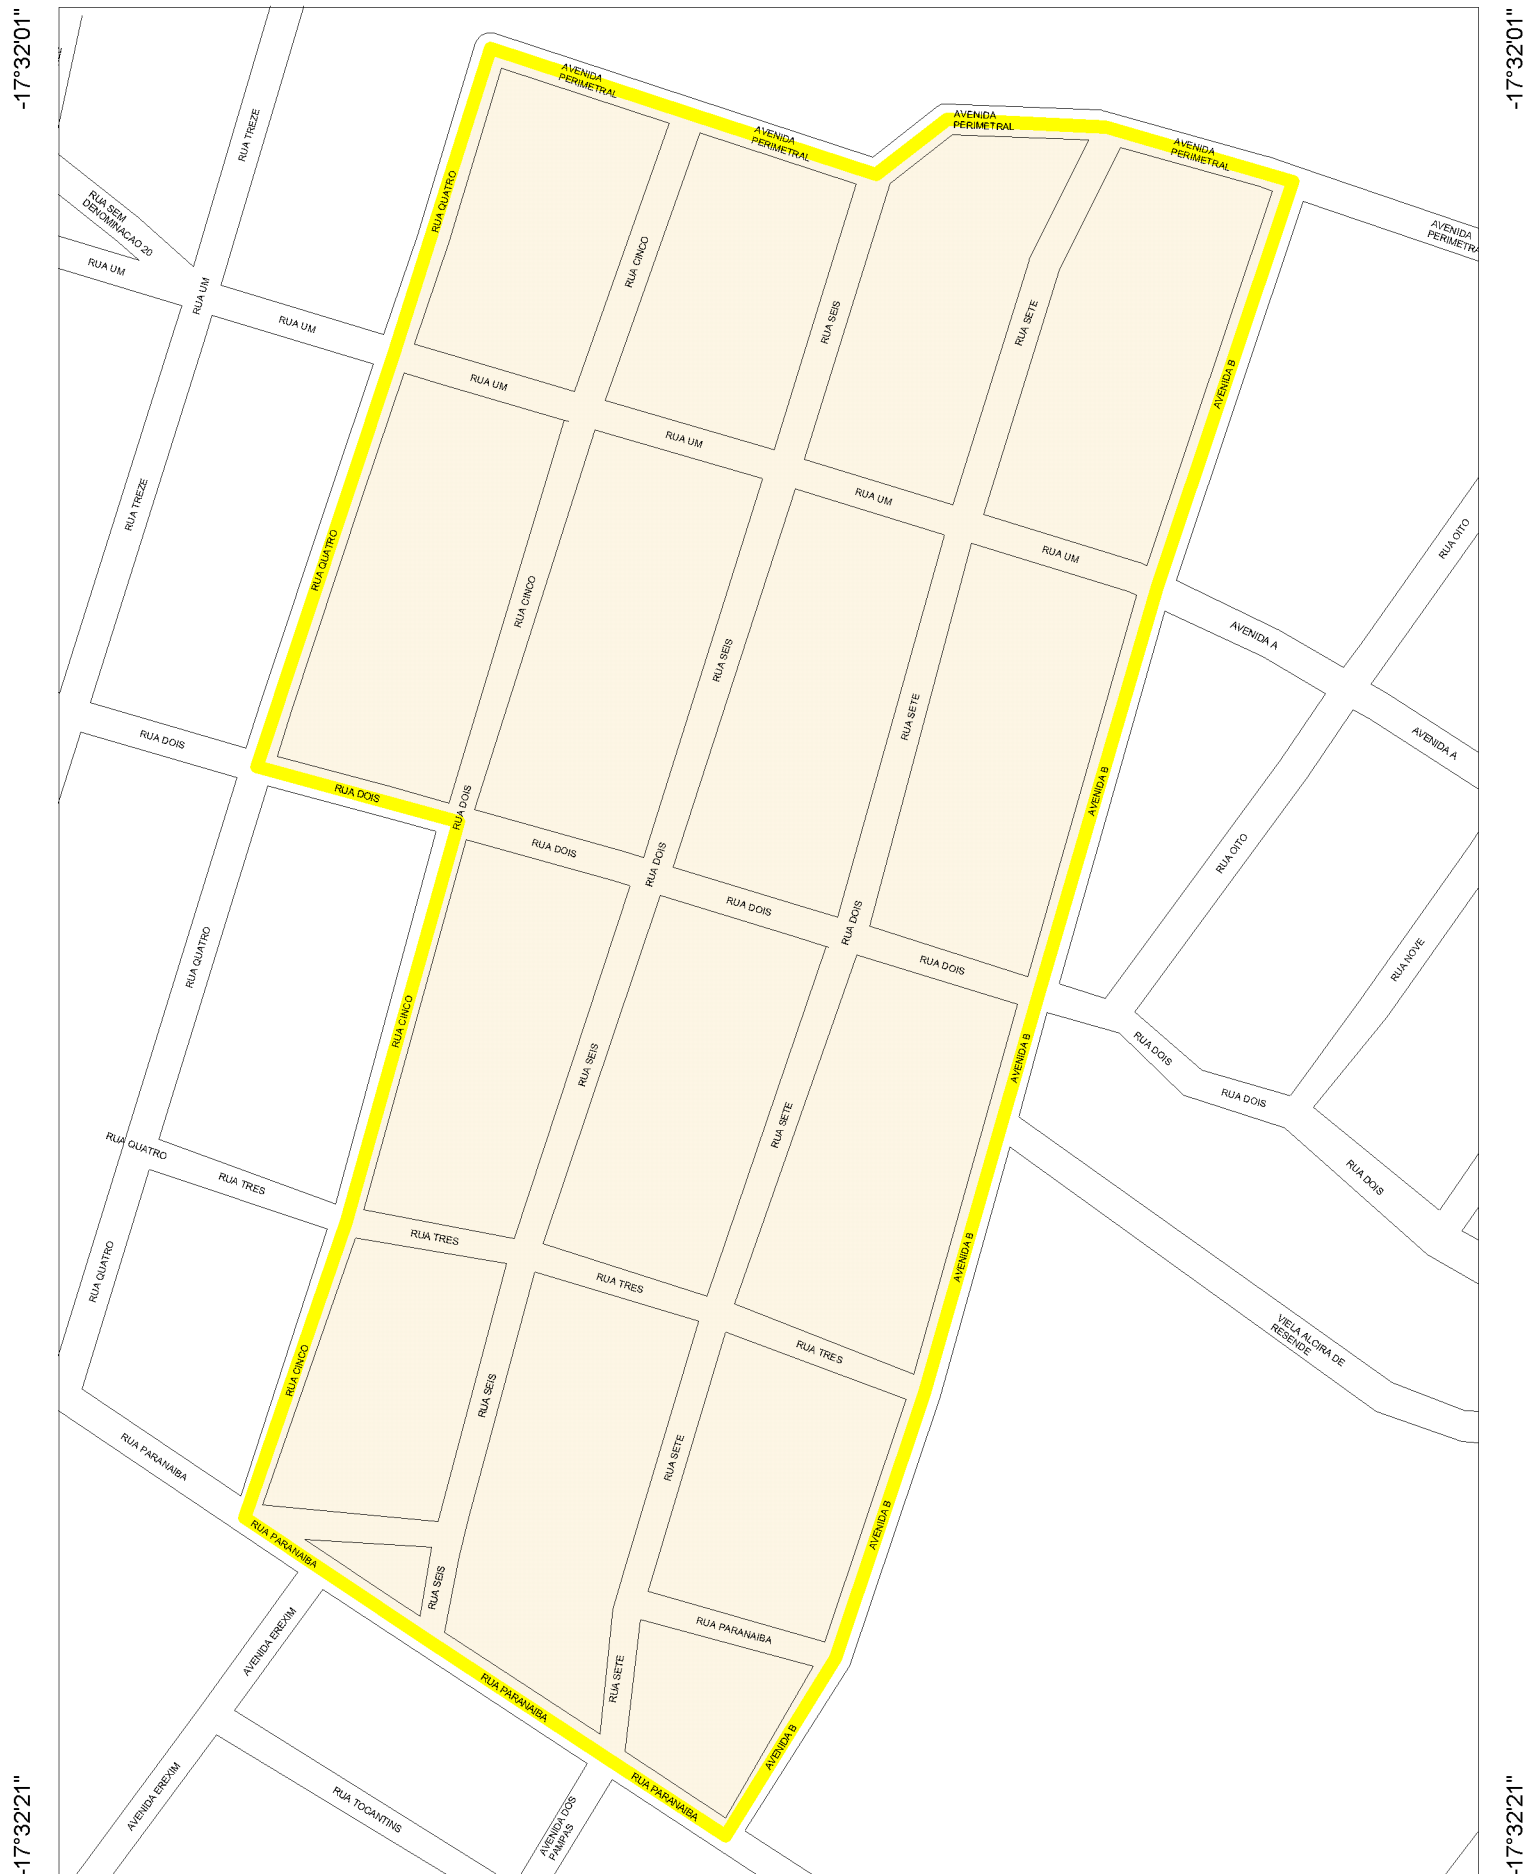 -17°32'01"
-17°32'01"
AVENIDA
PERIMETRAL
AVENIDA
PERIMETRAL
AVENIDA
PERIMETRAL
AVENIDA
PERIMETRAL
AVENIDA
PERIMETRA
RUA TREZE
RUA QUATRO
RUA SEM
DENOMINACAO 20
RUA UM
RUA UM
RUA UM
RUA CINCO
RUA SEIS
RUA SETE
AVENIDA B
RUA UM
RUA UM
RUA UM
RUA UM
RUA TREZE
RUA QUATRO
RUA CINCO
RUA SEIS
RUA SETE
RUA OITO
AVENIDA A
AVENIDA A
RUA DOIS
RUA DOIS
RUA DOIS
AVENIDA B
RUA DOIS
RUA DOIS
RUA DOIS
RUA DOIS
RUA DOIS
RUA OITO
RUA NOVE
RUA QUATRO
RUA CINCO
RUA SEIS
RUA SETE
AVENIDA B
RUA DOIS
RUA DOIS
RUA DOIS
RUA QUATRO
RUA TRES
RUA TRES
RUA TRES
RUA TRES
AVENIDA B
RUA QUATRO
RUA CINCO
RUA SEIS
RUA SETE
VIELA ALCIRA DE
RESENDE
RUA PARANAIBA
RUA PARANAIBA
AVENIDA B
RUA SEIS
RUA PARANAIBA
AVENIDA EREXIM
RUA SETE
RUA PARANAIBA
AVENIDA B
RUA PARANAIBA
AVENIDA EREXIM
RUA TOCANTINS
AVENIDA DOS
PAMPAS
-17°32'21"
-17°32'21"